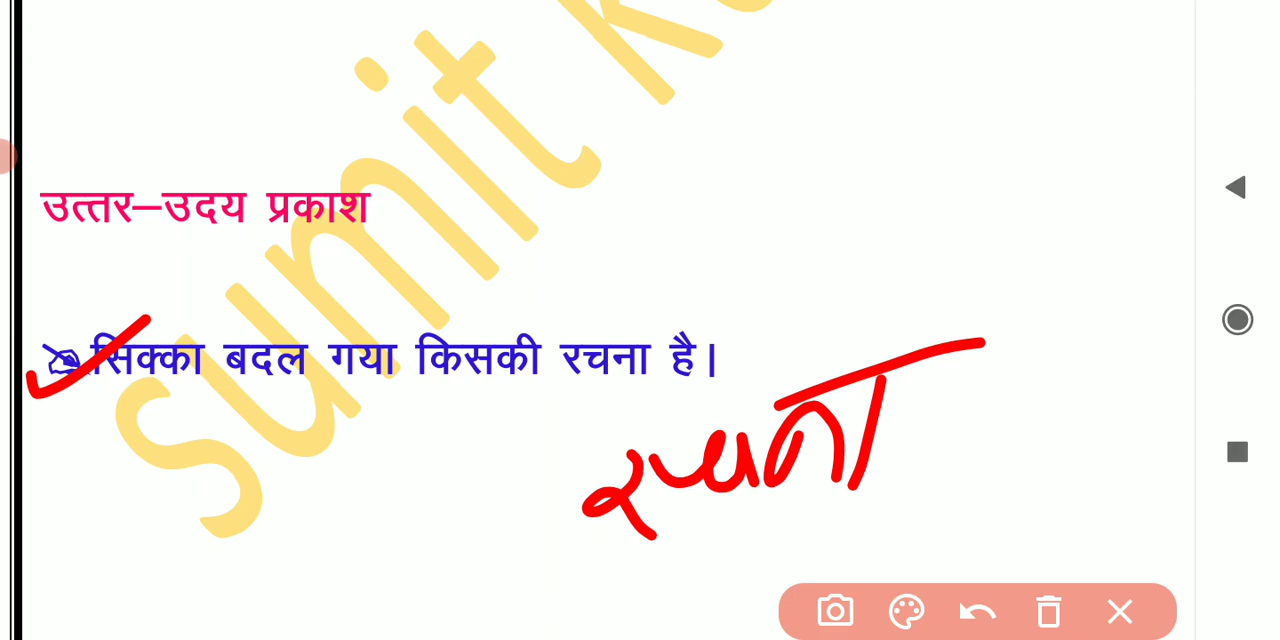 sumit k
उत्तर–उदय प्रकाश
सिक्का बदल गया किसकी रचना है|
रचना